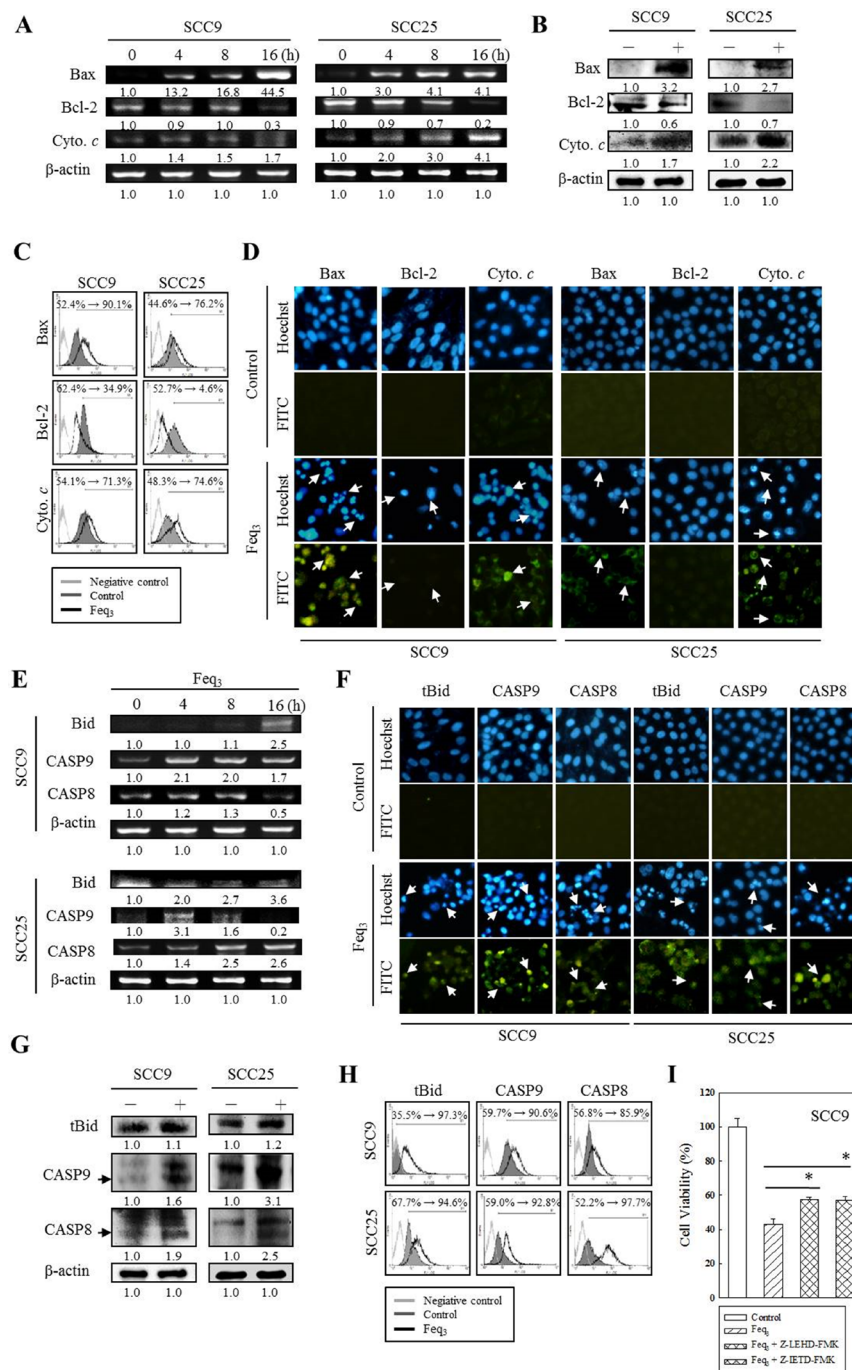 A
SCC9 SCC25
0 4 8 16 (h) 0 4 8 16 (h)
Bax
1.0 13.2 16.8 44.5 1.0 3.0 4.1 4.1
Bcl-2
1.0 0.9 1.0 0.3 1.0 0.9 0.7 0.2
Cyto. c
1.0 1.4 1.5 1.7 1.0 2.0 3.0 4.1
β-actin
1.0 1.0 1.0 1.0 1.0 1.0 1.0 1.0
B
SCC9 SCC25
− + − +
Bax
1.0 3.2 1.0 2.7
Bcl-2
1.0 0.6 1.0 0.7
Cyto. c
1.0 1.7 1.0 2.2
β-actin
1.0 1.0 1.0 1.0
C
SCC9 SCC25
Bax
52.4% → 90.1% 44.6% → 76.2%
Bcl-2
62.4% → 34.9% 52.7% → 4.6%
Cyto. c
54.1% → 71.3% 48.3% → 74.6%
Negiative control
Control
Feq3
D
Bax Bcl-2 Cyto. c Bax Bcl-2 Cyto. c
Control
Hoechst
FITC
Feq3
Hoechst
FITC
SCC9 SCC25
E
Feq3
0 4 8 16 (h)
SCC9
Bid
1.0 1.0 1.1 2.5
CASP9
1.0 2.1 2.0 1.7
CASP8
1.0 1.2 1.3 0.5
β-actin
1.0 1.0 1.0 1.0
SCC25
Bid
1.0 2.0 2.7 3.6
CASP9
1.0 3.1 1.6 0.2
CASP8
1.0 1.4 2.5 2.6
β-actin
1.0 1.0 1.0 1.0
F
tBid CASP9 CASP8 tBid CASP9 CASP8
Control
Hoechst
FITC
Feq3
Hoechst
FITC
SCC9 SCC25
G
SCC9 SCC25
− + − +
tBid
1.0 1.1 1.0 1.2
CASP9
1.0 1.6 1.0 3.1
CASP8
1.0 1.9 1.0 2.5
β-actin
1.0 1.0 1.0 1.0
H
tBid CASP9 CASP8
SCC9
35.5% → 97.3% 59.7% → 90.6% 56.8% → 85.9%
SCC25
67.7% → 94.6% 59.0% → 92.8% 52.2% → 97.7%
Negiative control
Control
Feq3
I
SCC9
Cell Viability (%)
120
100
80
60
40
20
0
* *
Control
Feq3
Feq3 + Z-LEHD-FMK
Feq3 + Z-IETD-FMK